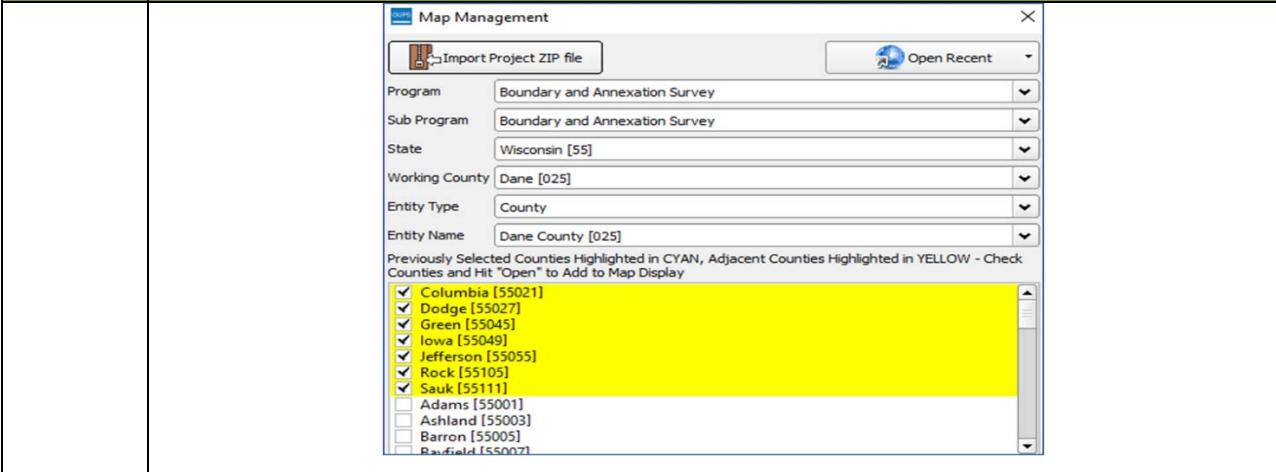 GUPS Map Management
Import Project ZIP file
Open Recent
Program Boundary and Annexation Survey
Sub Program Boundary and Annexation Survey
State Wisconsin [55]
Working County Dane [025]
Entity Type County
Entity Name Dane County [025]
Previously Selected Counties Highlighted in CYAN, Adjacent Counties Highlighted in YELLOW - Check
Counties and Hit "Open" to Add to Map Display
Columbia [55021]
Dodge [55027]
Green [55045]
Iowa [55049]
Jefferson [55055]
Rock [55105]
Sauk [55111]
Adams [55001]
Ashland [55003]
Barron [55005]
Bayfield [55007]